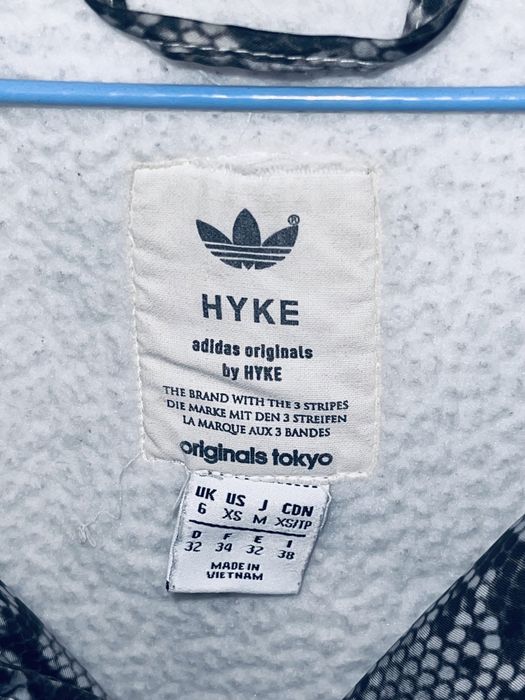 ®
HYKE
adidas originals
by HYKE
THE BRAND WITH THE 3 STRIPES
DIE MARKE MIT DEN 3 STREIFEN
LA MARQUE AUX 3 BANDES
originals tokyo
UK US J CDN
6 XS M XS/TP
D F E I
32 34 32 38
MADE IN
VIETNAM